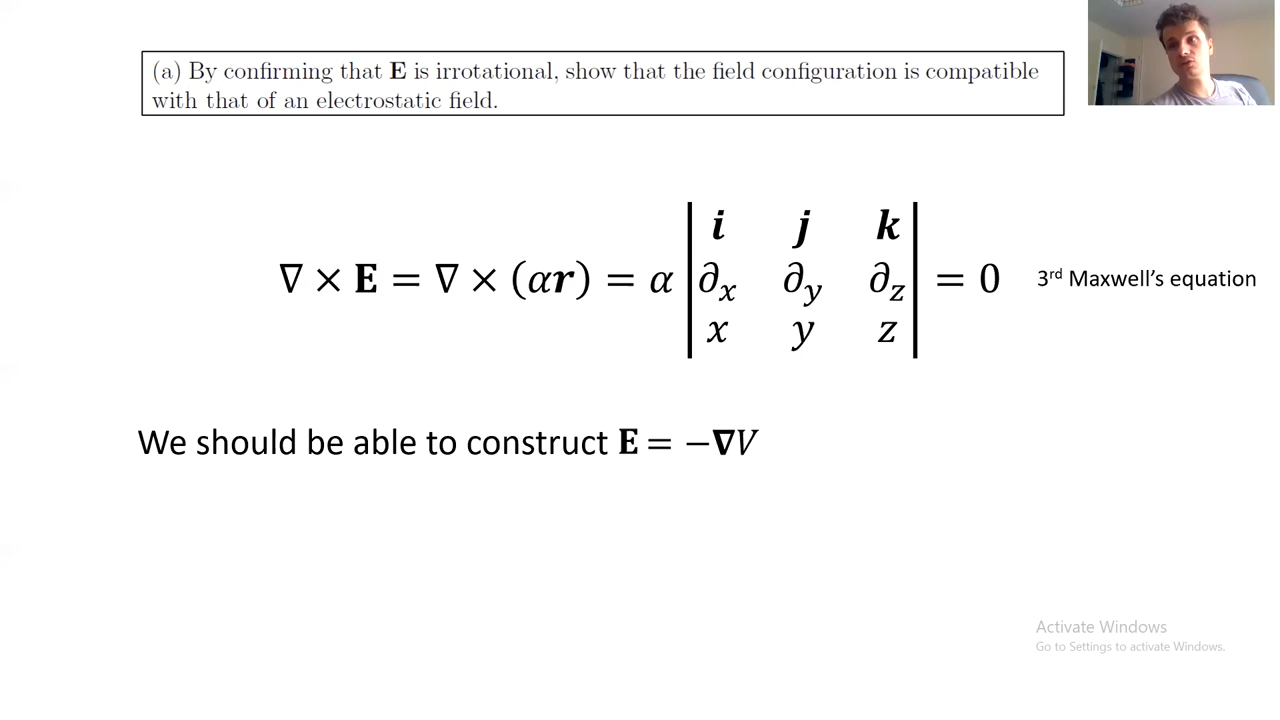 (a) By confirming that E is irrotational, show that the field configuration is compatible
with that of an electrostatic field.
i j k
∇ × E = ∇ × (αr) = α | ∂x ∂y ∂z | = 0 3rd Maxwell's equation
x y z
We should be able to construct E = −∇V
Activate Windows
Go to Settings to activate Windows.